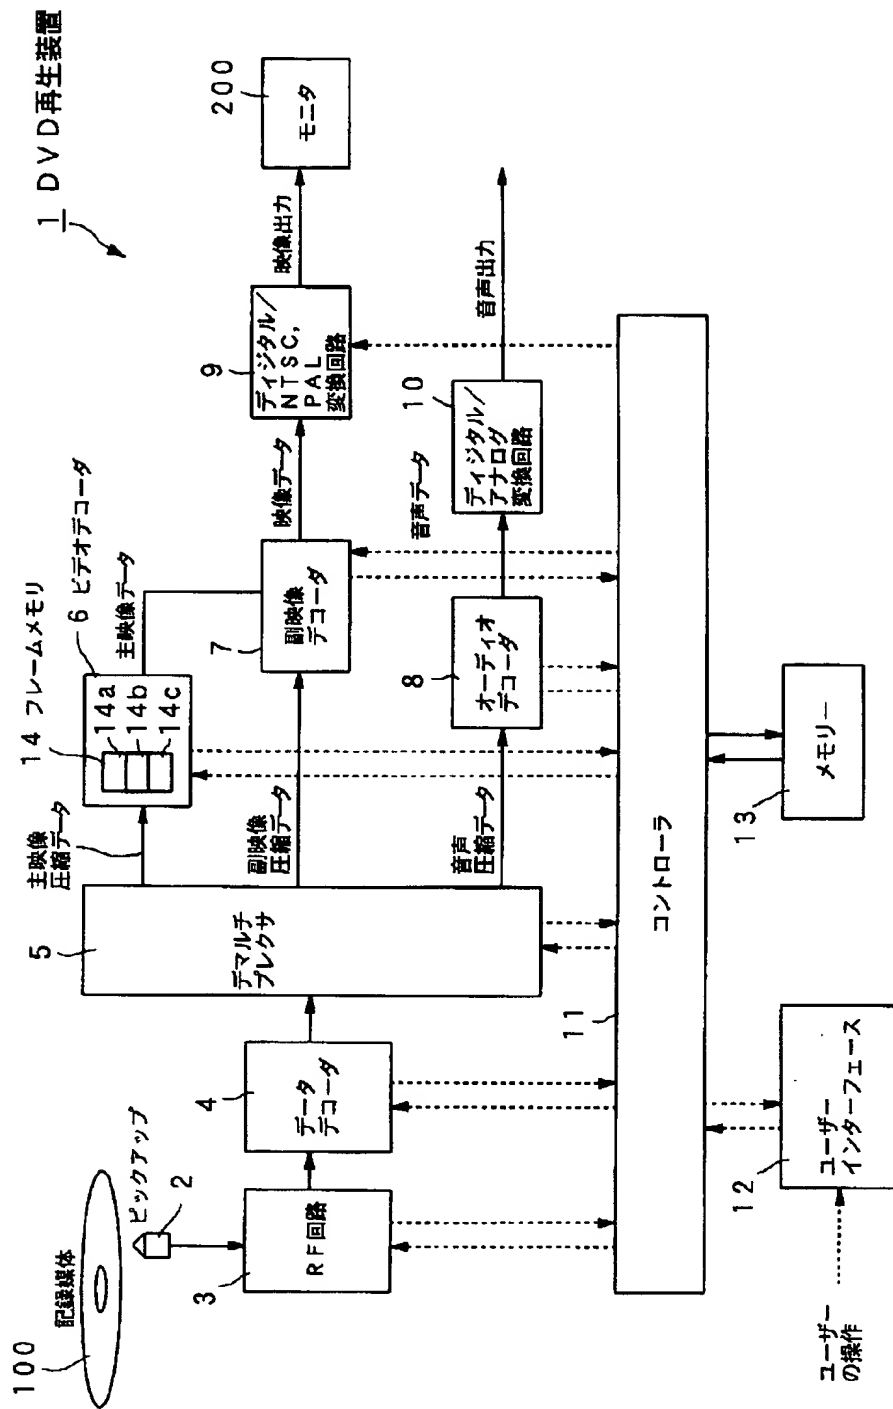 1 DVD再生装置
100
記録媒体
ピックアップ
2
3
RF回路
4
データ
デコーダ
5
デマルチ
プレクサ
主映像
圧縮データ
副映像
圧縮データ
音声
圧縮データ
14 フレームメモリ
6 ビデオデコーダ
14a
14b
14c
主映像データ
7
副映像
デコーダ
8
オーディオ
デコーダ
映像データ
音声データ
9
ディジタル/
NTSC,
PAL
変換回路
10
ディジタル/
アナログ
変換回路
映像出力
音声出力
200
モニタ
11
コントローラ
12
ユーザー
インターフェース
13
メモリー
ユーザー
の操作